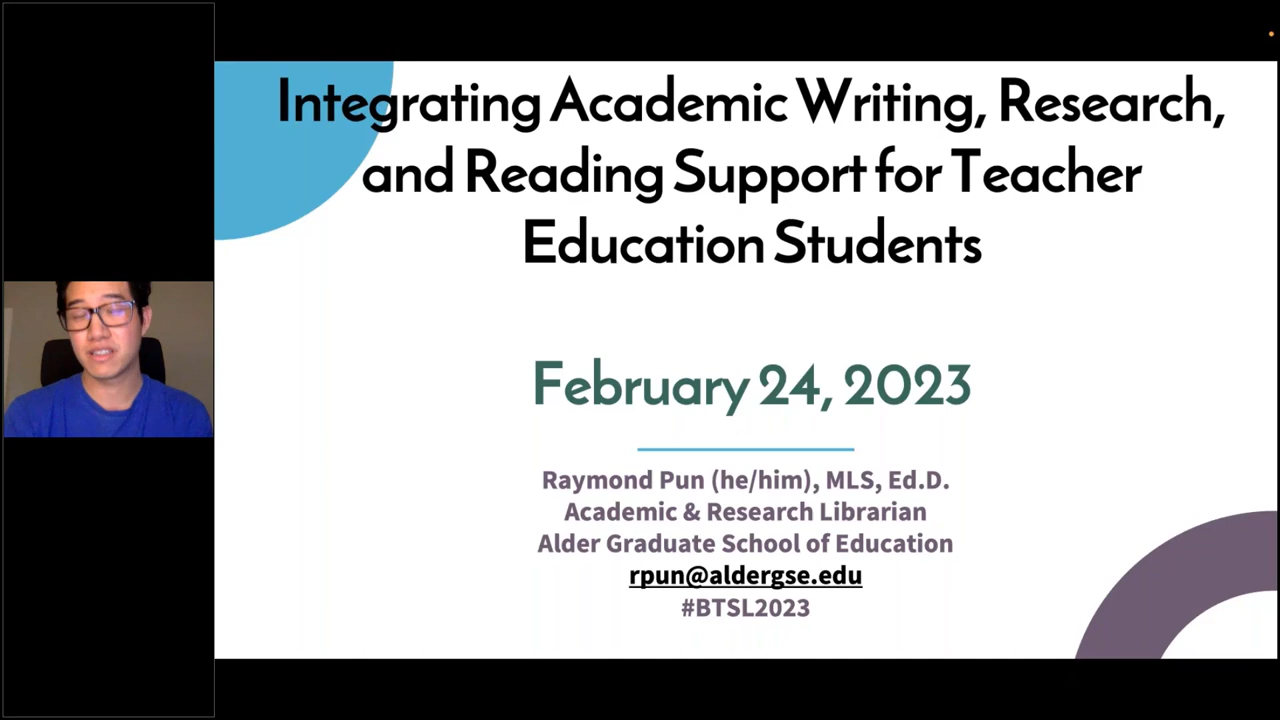 Integrating Academic Writing, Research,
and Reading Support for Teacher
Education Students
February 24, 2023
Raymond Pun (he/him), MLS, Ed.D.
Academic & Research Librarian
Alder Graduate School of Education
rpun@aldergse.edu
#BTSL2023